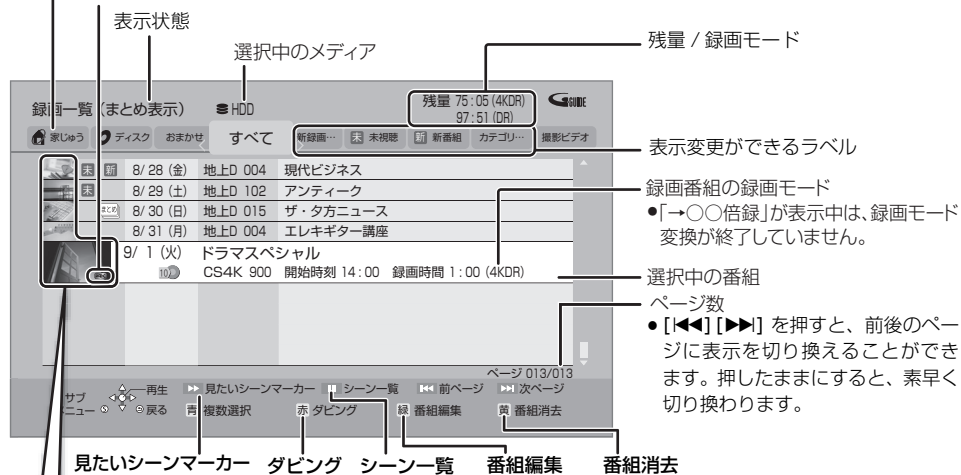 表示状態
選択中のメディア
残量 / 録画モード
録画一覧 (まとめ表示)
HDD
残量 75:05 (4KDR)
97:51 (DR)
GGUIDE
家じゅう
ディスク
おまかせ
すべて
新録画…
未 未視聴
新 新番組
カテゴリ…
撮影ビデオ
表示変更ができるラベル
未 新 8/ 28 (金) 地上D 004 現代ビジネス
未 8/ 29 (土) 地上D 102 アンティーク
まとめ 8/ 30 (日) 地上D 015 ザ・夕方ニュース
8/ 31 (月) 地上D 004 エレキギター講座
9/ 1 (火) ドラマスペシャル
10 CS4K 900 開始時刻 14:00 録画時間 1:00 (4KDR)
録画番組の録画モード
●「→○○倍録」が表示中は、録画モード
変換が終了していません。
選択中の番組
ページ数
● [|◀◀] [▶▶|] を押すと、前後のペー
ジに表示を切り換えることができ
ます。押したままにすると、素早く
切り換わります。
ページ 013/013
サブ
メニュー
再生
戻る
見たいシーンマーカー
シーン一覧
前ページ
次ページ
青 複数選択
赤 ダビング
緑 番組編集
黄 番組消去
見たいシーンマーカー
ダビング
シーン一覧
番組編集
番組消去